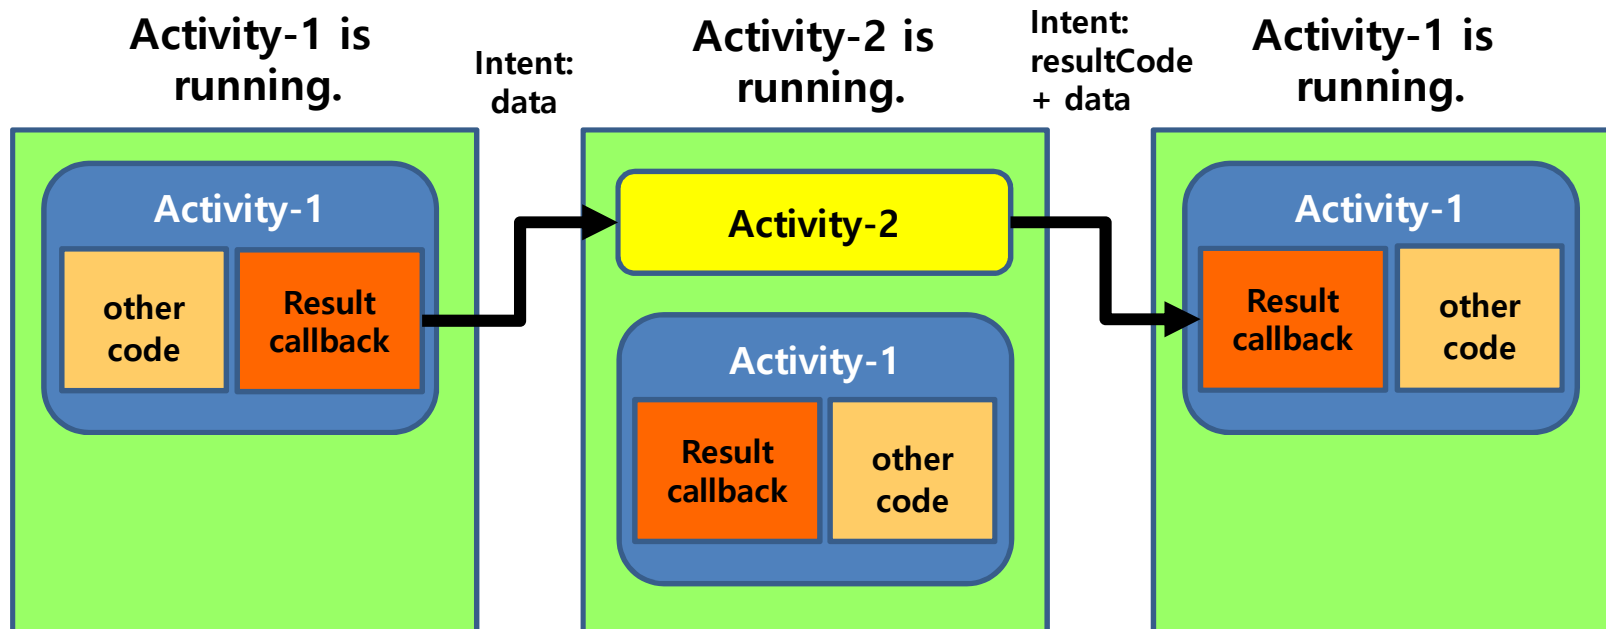 Activity-1 is
running.
Intent:
data
Activity-2 is
running.
Intent:
resultCode
+ data
Activity-1 is
running.
Activity-1
other
code
Result
callback
Activity-2
Activity-1
Result
callback
other
code
Activity-1
Result
callback
other
code